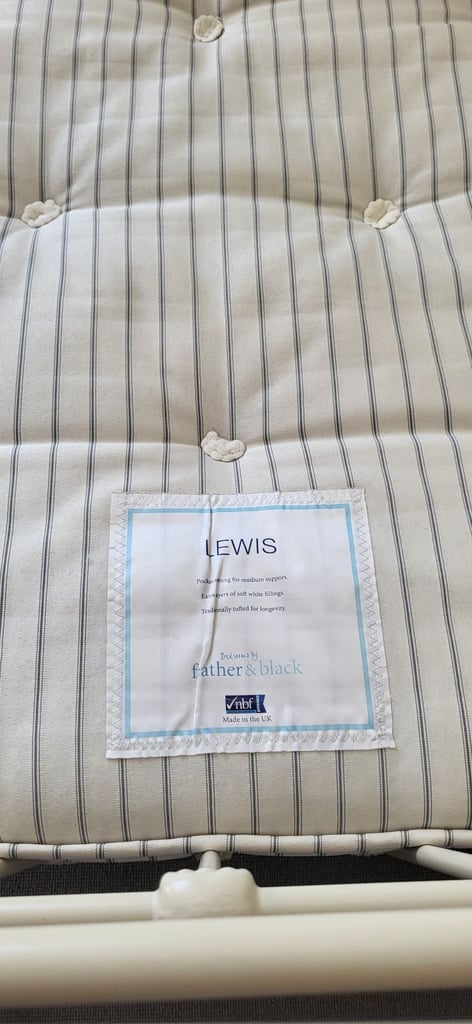 LEWIS
Pocket sprung for medium support.
Extra layers of soft white fillings.
Traditionally tufted for longevity.
by
father & black
nbf
Made in the UK